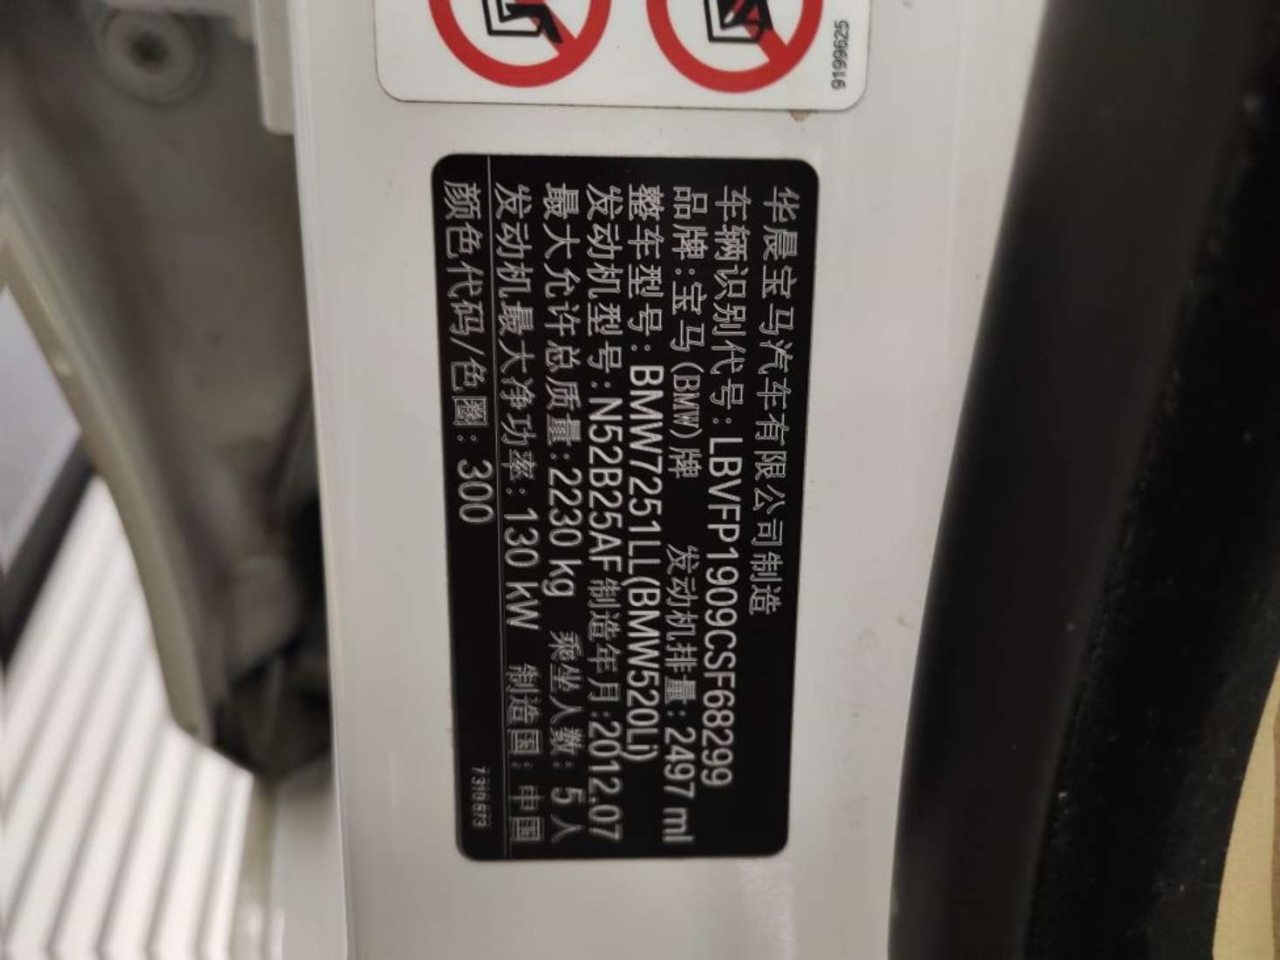 9199625
华晨宝马汽车有限公司制造
车辆识别代号:LBVFP1909CSF68299
品牌:宝马(BMW)牌 发动机排量:2497 ml
整车型号:BMW7251LL(BMW520Li)
发动机型号:N52B25AF 制造年月:2012.07
最大允许总质量:2230 kg 乘坐人数:5人
发动机最大净功率:130 kW 制造国:中国
颜色代码/色圈:300
7310673